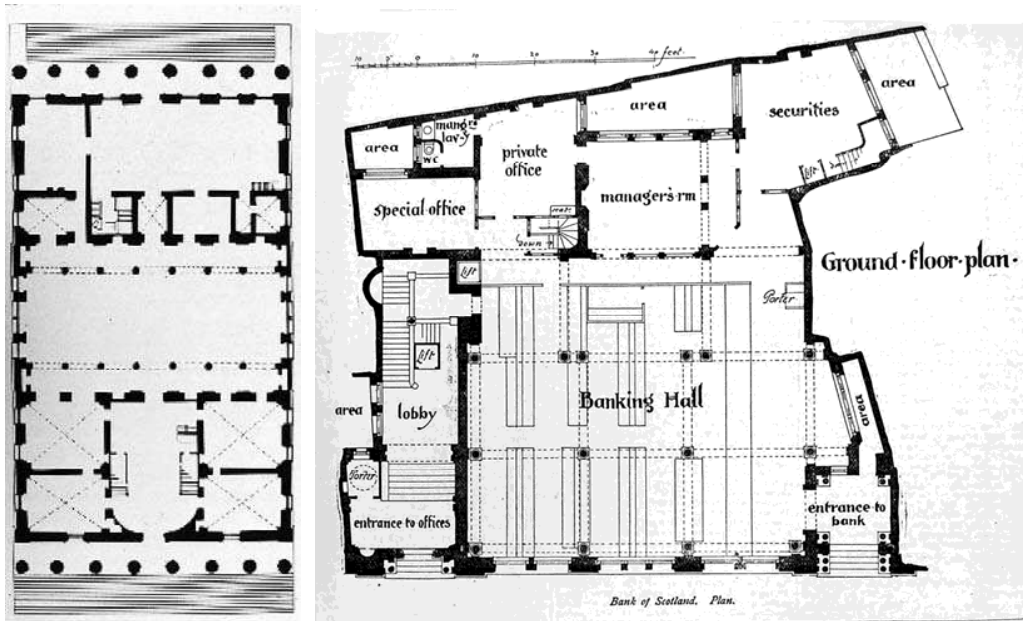 10 5 0 10 20 30 40 feet.
area
securities
area
area
mangrs
lav-y
wc
private
office
lift
managers·rm
special·office
seat
down
Ground·floor·plan·
lift
Porter
lift
Banking Hall
area
lobby
area
Porter
entrance·to
bank
entrance to offices
Bank of Scotland. Plan.